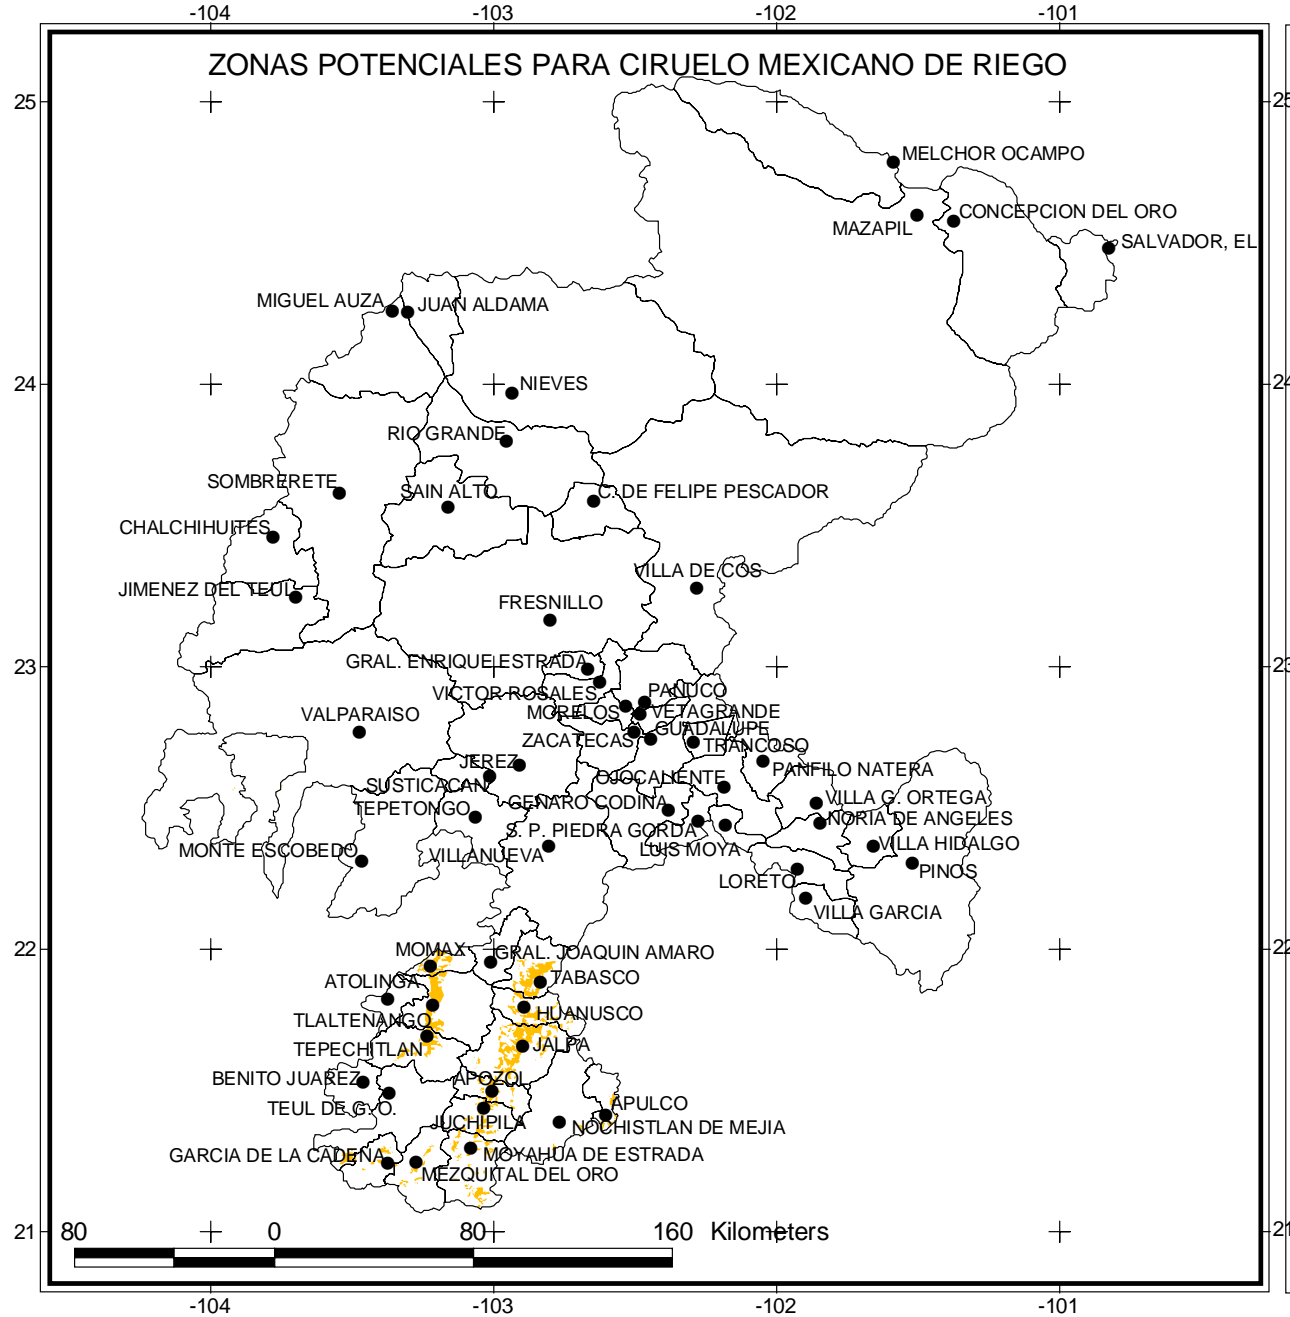 -104 -103 -102 -101
ZONAS POTENCIALES PARA CIRUELO MEXICANO DE RIEGO
25 25
MELCHOR OCAMPO
CONCEPCION DEL ORO
MAZAPIL
SALVADOR, EL
MIGUEL AUZA
JUAN ALDAMA
24 24
NIEVES
RIO GRANDE
SOMBRERETE
SAIN ALTO
C. DE FELIPE PESCADOR
CHALCHIHUITES
VILLA DE COS
JIMENEZ DEL TEUL
FRESNILLO
23 23
GRAL. ENRIQUE ESTRADA
VICTOR ROSALES
PANUCO
MORELOS
VETAGRANDE
VALPARAISO
GUADALUPE
ZACATECAS
TRANCOSO
JEREZ
PANFILO NATERA
OJOCALIENTE
SUSTICACAN
VILLA G. ORTEGA
TEPETONGO
GENARO CODINA
NORIA DE ANGELES
S. P. PIEDRA GORDA
VILLA HIDALGO
MONTE ESCOBEDO
VILLANUEVA
LUIS MOYA
PINOS
LORETO
VILLA GARCIA
22 22
MOMAX
GRAL. JOAQUIN AMARO
ATOLINGA
TABASCO
HUANUSCO
TLALTENANGO
TEPECHITLAN
JALPA
BENITO JUAREZ
APOZOL
TEUL DE G. O.
APULCO
JUCHIPILA
NOCHISTLAN DE MEJIA
GARCIA DE LA CADENA
MOYAHUA DE ESTRADA
MEZQUITAL DEL ORO
21 21
80 0 80 160 Kilometers
-104 -103 -102 -101